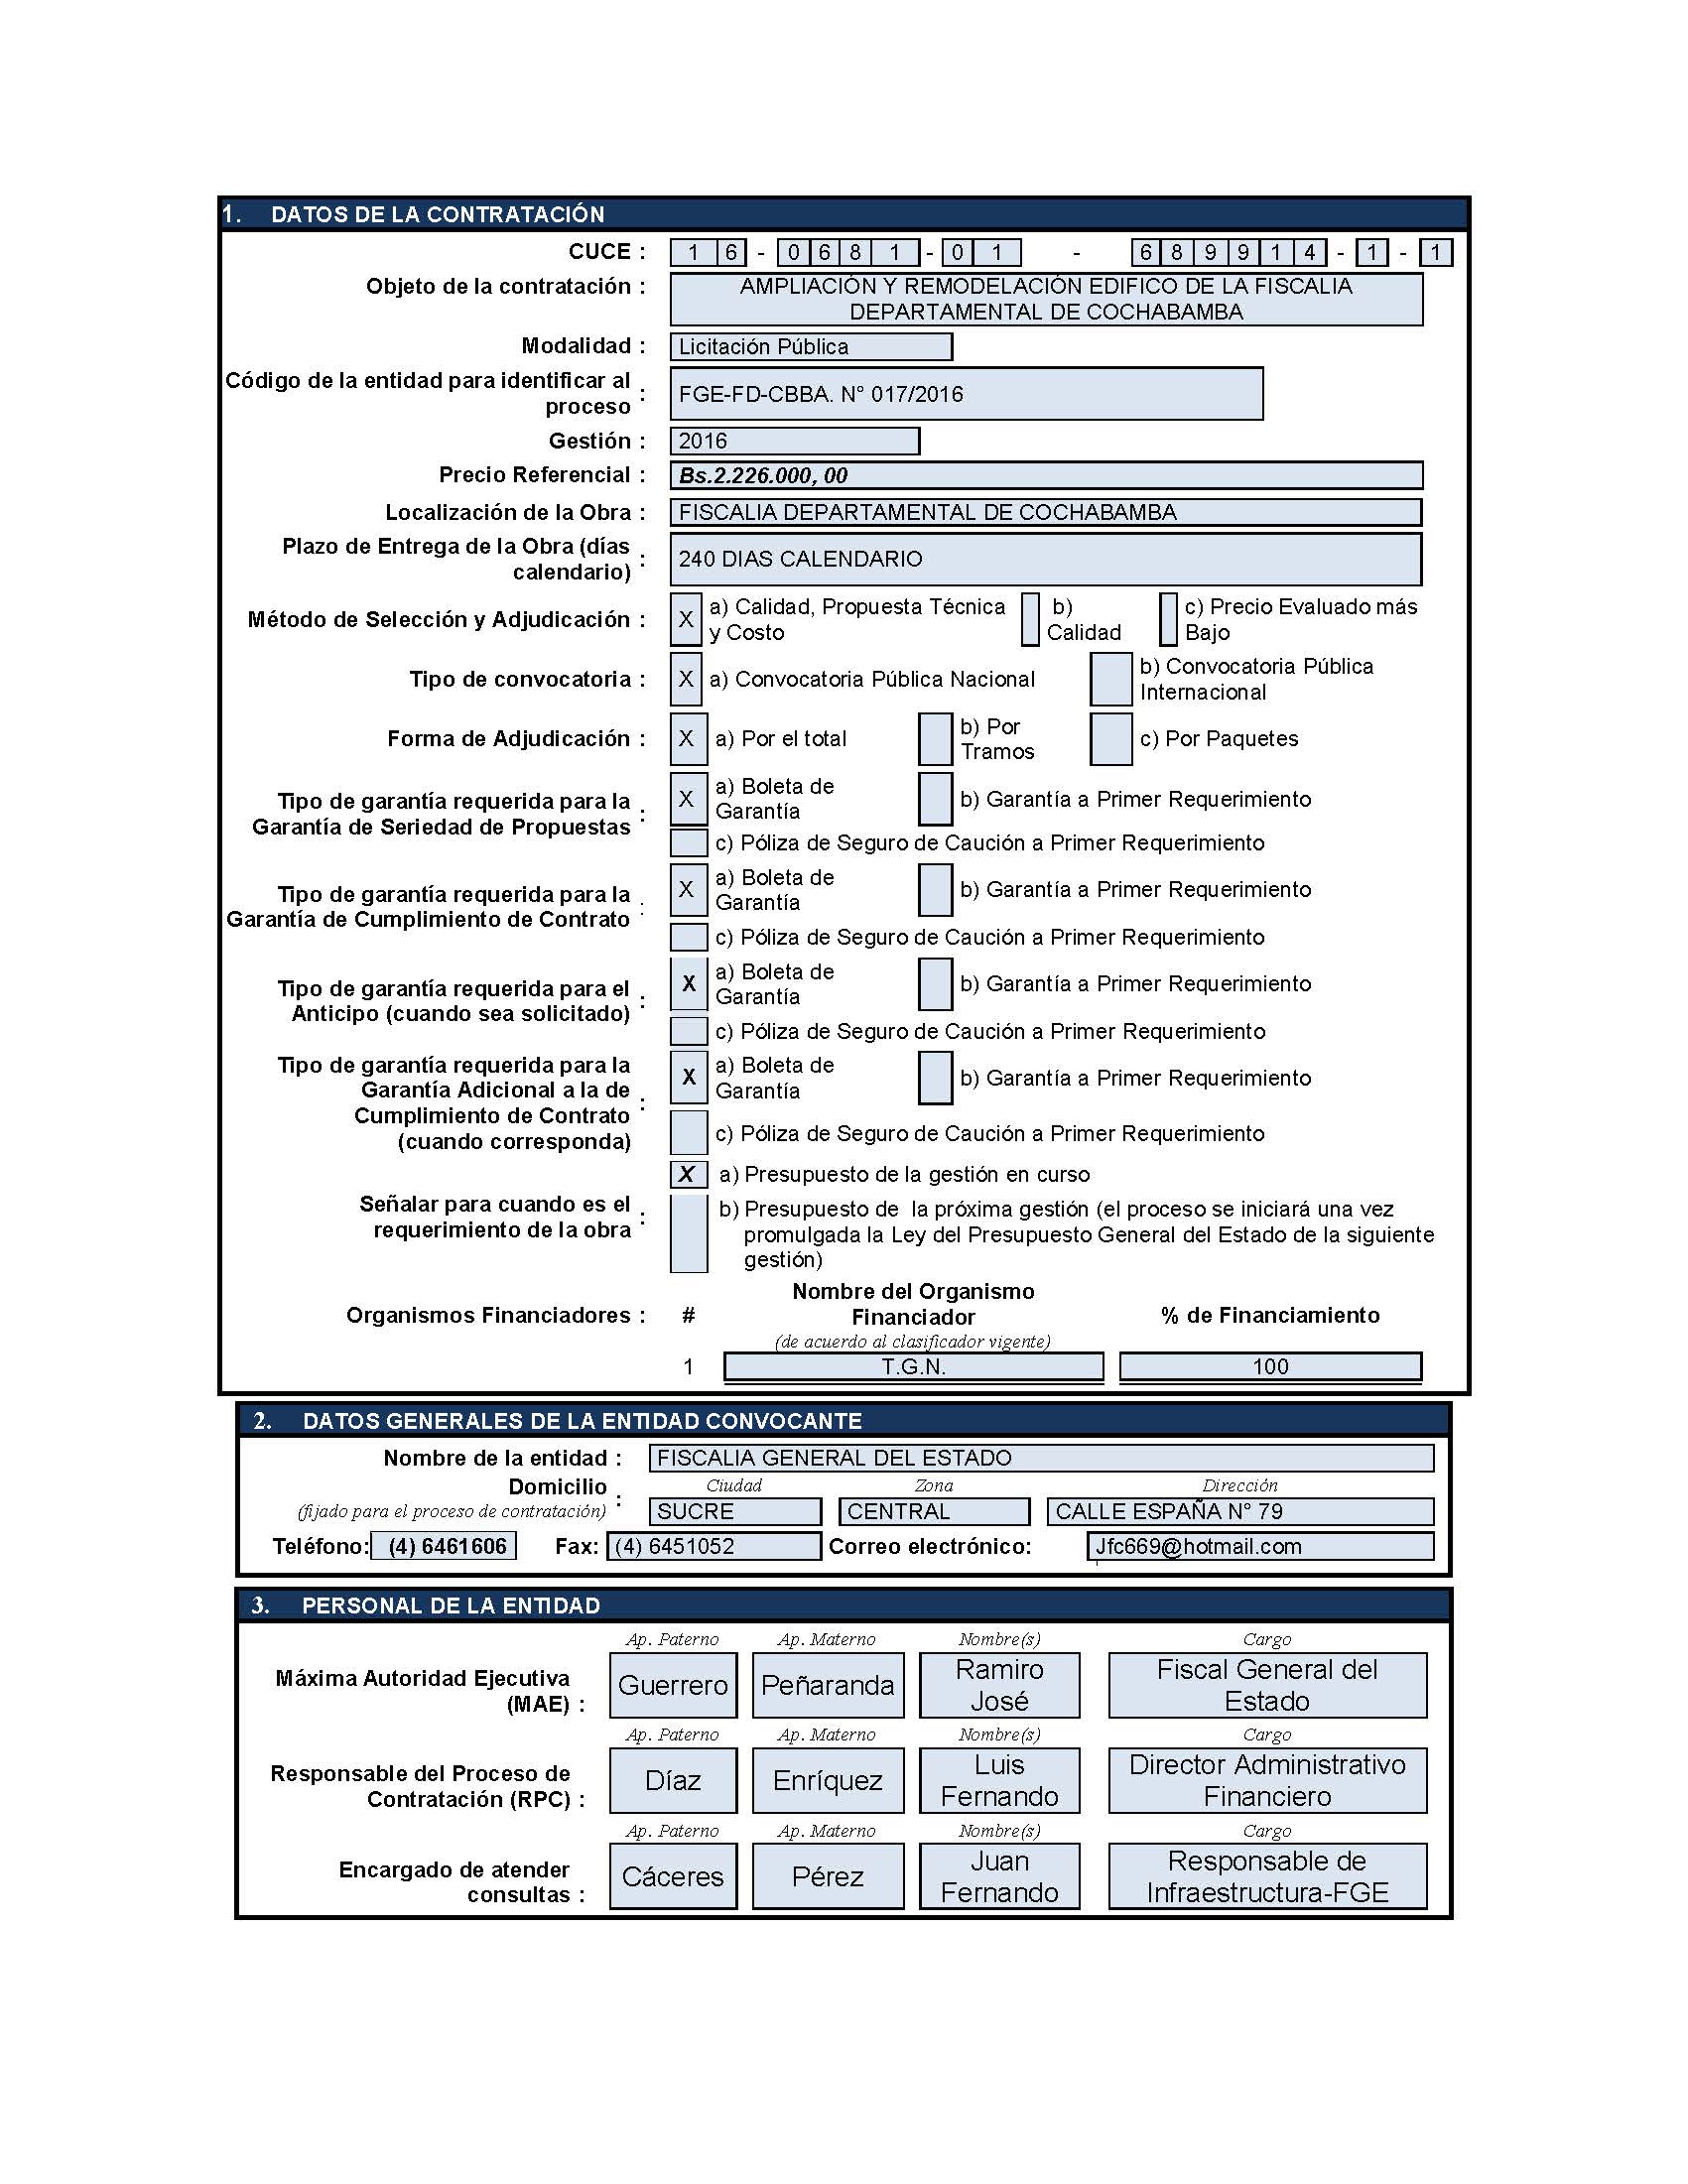 1. DATOS DE LA CONTRATACIÓN
CUCE : 1 6 - 0 6 8 1 - 0 1 - 6 8 9 9 1 4 - 1 - 1
Objeto de la contratación : AMPLIACIÓN Y REMODELACIÓN EDIFICO DE LA FISCALIA
DEPARTAMENTAL DE COCHABAMBA
Modalidad : Licitación Pública
Código de la entidad para identificar al
proceso : FGE-FD-CBBA. N° 017/2016
Gestión : 2016
Precio Referencial : Bs.2.226.000, 00
Localización de la Obra : FISCALIA DEPARTAMENTAL DE COCHABAMBA
Plazo de Entrega de la Obra (días
calendario) : 240 DIAS CALENDARIO
Método de Selección y Adjudicación : X a) Calidad, Propuesta Técnica
y Costo
b)
Calidad
c) Precio Evaluado más
Bajo
Tipo de convocatoria : X a) Convocatoria Pública Nacional
b) Convocatoria Pública
Internacional
Forma de Adjudicación : X a) Por el total
b) Por
Tramos
c) Por Paquetes
Tipo de garantía requerida para la
Garantía de Seriedad de Propuestas :
X a) Boleta de
Garantía
b) Garantía a Primer Requerimiento
c) Póliza de Seguro de Caución a Primer Requerimiento
Tipo de garantía requerida para la
Garantía de Cumplimiento de Contrato :
X a) Boleta de
Garantía
b) Garantía a Primer Requerimiento
c) Póliza de Seguro de Caución a Primer Requerimiento
Tipo de garantía requerida para el
Anticipo (cuando sea solicitado) :
X a) Boleta de
Garantía
b) Garantía a Primer Requerimiento
c) Póliza de Seguro de Caución a Primer Requerimiento
Tipo de garantía requerida para la
Garantía Adicional a la de
Cumplimiento de Contrato
(cuando corresponda) :
X a) Boleta de
Garantía
b) Garantía a Primer Requerimiento
c) Póliza de Seguro de Caución a Primer Requerimiento
Señalar para cuando es el
requerimiento de la obra :
X a) Presupuesto de la gestión en curso
b) Presupuesto de la próxima gestión (el proceso se iniciará una vez
promulgada la Ley del Presupuesto General del Estado de la siguiente
gestión)
Organismos Financiadores : #
Nombre del Organismo
Financiador
(de acuerdo al clasificador vigente)
% de Financiamiento
1 T.G.N. 100
2. DATOS GENERALES DE LA ENTIDAD CONVOCANTE
Nombre de la entidad : FISCALIA GENERAL DEL ESTADO
Domicilio
(fijado para el proceso de contratación) :
Ciudad Zona Dirección
SUCRE CENTRAL CALLE ESPAÑA N° 79
Teléfono: (4) 6461606 Fax: (4) 6451052 Correo electrónico: Jfc669@hotmail.com
3. PERSONAL DE LA ENTIDAD
Ap. Paterno Ap. Materno Nombre(s) Cargo
Máxima Autoridad Ejecutiva
(MAE) :
Guerrero Peñaranda
Ramiro
José
Fiscal General del
Estado
Ap. Paterno Ap. Materno Nombre(s) Cargo
Responsable del Proceso de
Contratación (RPC) :
Díaz Enríquez
Luis
Fernando
Director Administrativo
Financiero
Ap. Paterno Ap. Materno Nombre(s) Cargo
Encargado de atender
consultas :
Cáceres Pérez
Juan
Fernando
Responsable de
Infraestructura-FGE